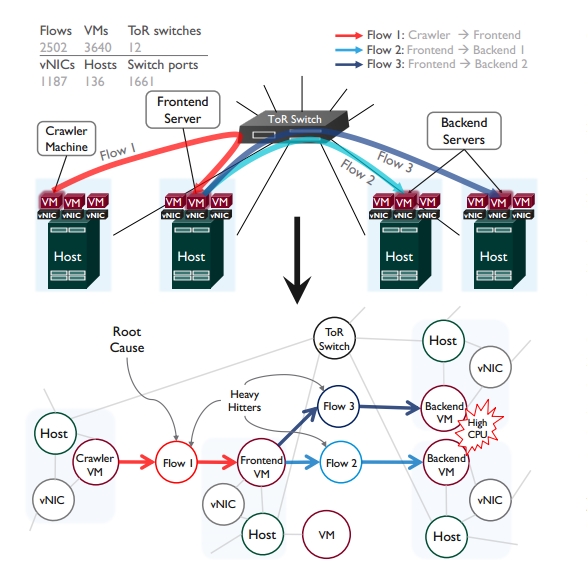 Flows VMs ToR switches
2502 3640 12
vNICs Hosts Switch ports
1187 136 1661
Flow 1: Crawler → Frontend
Flow 2: Frontend → Backend 1
Flow 3: Frontend → Backend 2
Crawler
Machine
Frontend
Server
ToR Switch
Backend
Servers
Flow 1
Flow 2
Flow 3
VM VM VM
vNIC vNIC vNIC
Host
VM VM VM
vNIC vNIC vNIC
Host
VM VM VM
vNIC vNIC vNIC
Host
VM VM VM
vNIC vNIC vNIC
Host
Root
Cause
ToR
Switch
Host
vNIC
Heavy
Hitters
Flow 3
Backend
VM
High
CPU
Host
Crawler
VM
Flow 1
Frontend
VM
Flow 2
Backend
VM
vNIC
vNIC
vNIC
Host
VM
Host